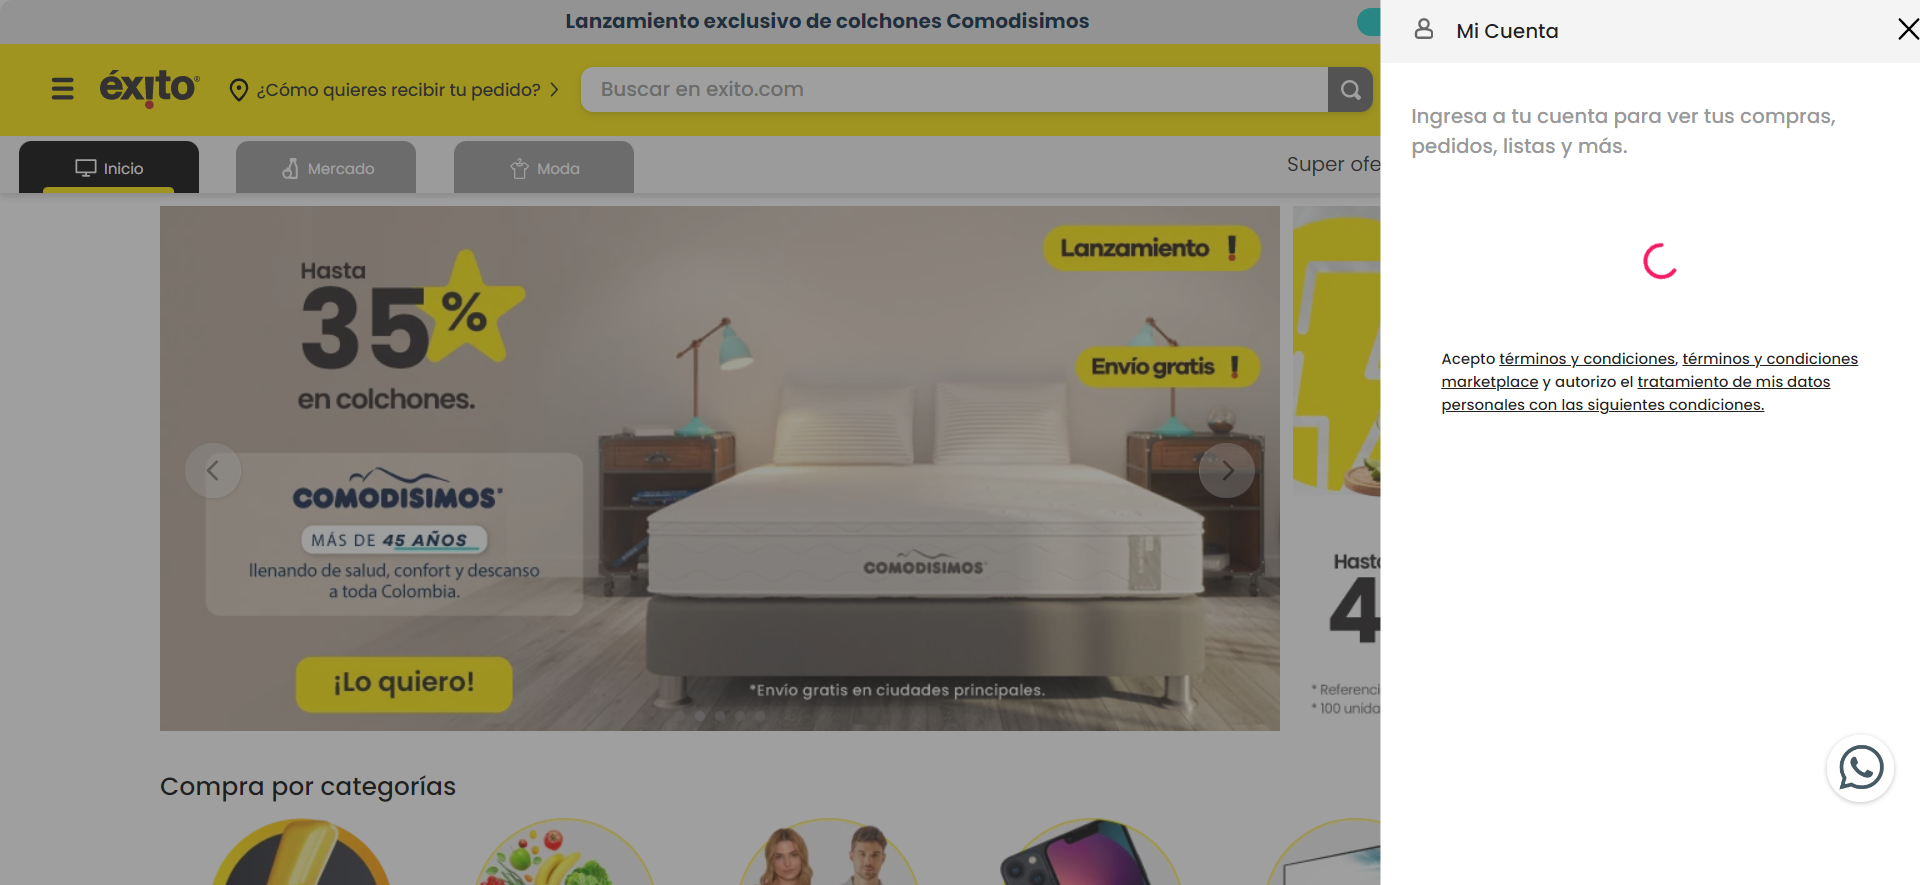 Lanzamiento exclusivo de colchones Comodisimos
Mi Cuenta
éxito®
¿Cómo quieres recibir tu pedido?
Buscar en exito.com
Inicio
Mercado
Moda
Super ofe
Ingresa a tu cuenta para ver tus compras,
pedidos, listas y más.
Hasta
35%
en colchones.
Lanzamiento !
Envío gratis !
COMODISIMOS
MÁS DE 45 AÑOS
llenando de salud, confort y descanso
a toda Colombia.
¡Lo quiero!
COMODISIMOS
*Envío gratis en ciudades principales.
Hasta
4
* Referenci
* 100 unida
Acepto términos y condiciones, términos y condiciones
marketplace y autorizo el tratamiento de mis datos
personales con las siguientes condiciones.
Compra por categorías